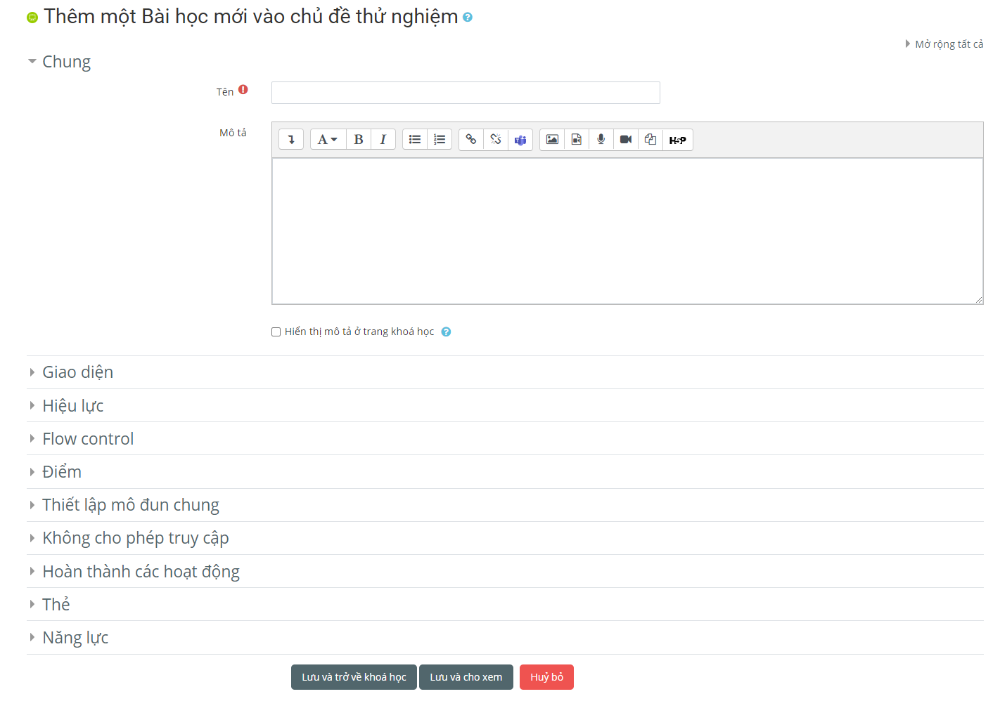 Thêm một Bài học mới vào chủ đề thử nghiệm
Mở rộng tất cả
Chung
Tên
Mô tả
A B I
H5P
Hiển thị mô tả ở trang khoá học
Giao diện
Hiệu lực
Flow control
Điểm
Thiết lập mô đun chung
Không cho phép truy cập
Hoàn thành các hoạt động
Thẻ
Năng lực
Lưu và trở về khoá học Lưu và cho xem Huỷ bỏ